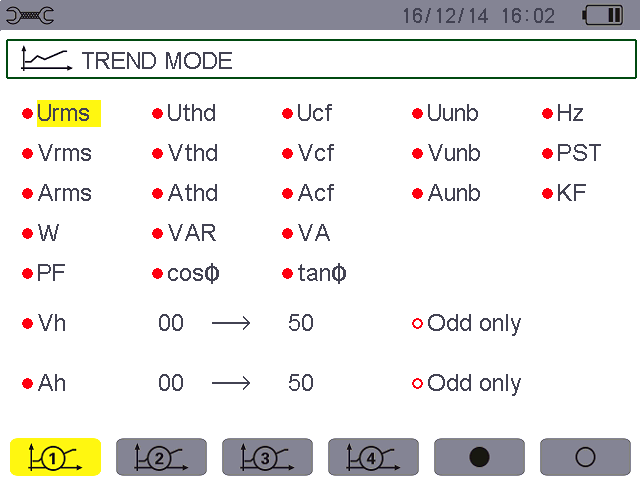 16/12/14 16:02
TREND MODE
Urms Uthd Ucf Uunb Hz
Vrms Vthd Vcf Vunb PST
Arms Athd Acf Aunb KF
W VAR VA
PF cosϕ tanϕ
Vh 00 → 50 Odd only
Ah 00 → 50 Odd only
1 2 3 4